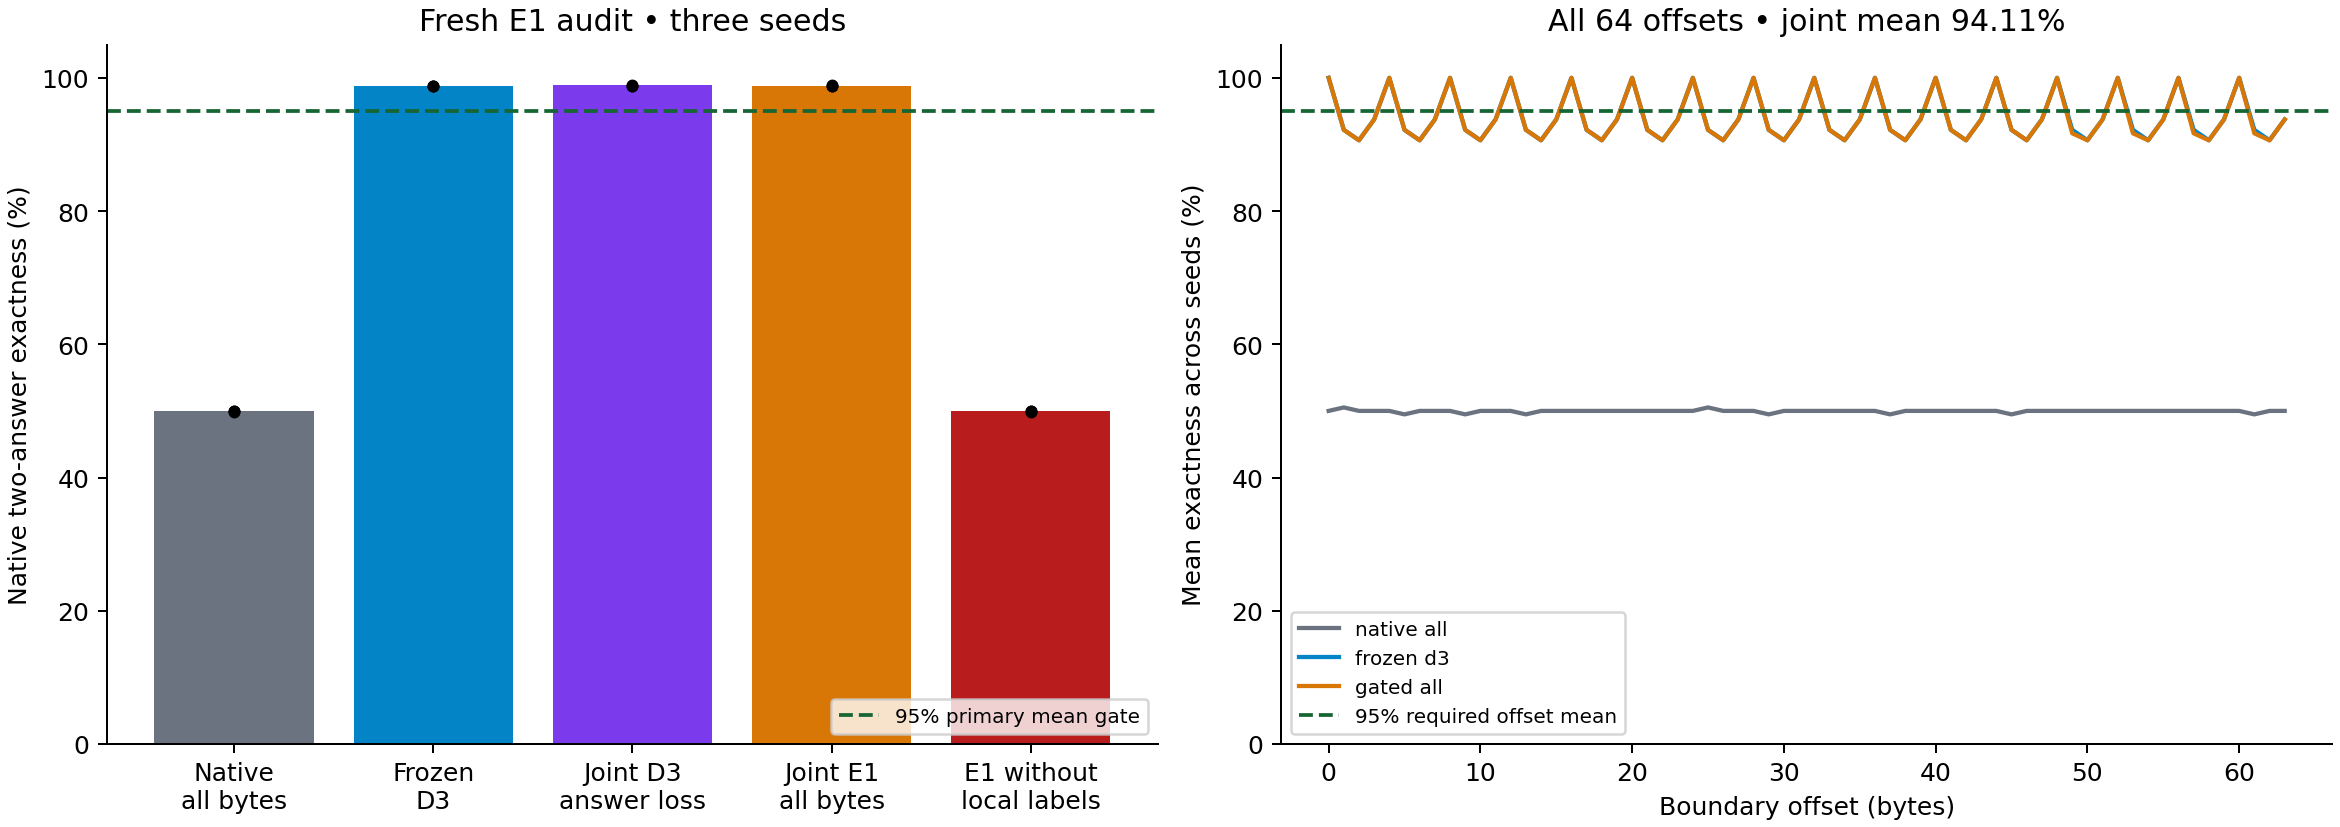 Fresh E1 audit • three seeds
Native two-answer exactness (%)
100
80
60
40
20
0
95% primary mean gate
Native
all bytes
Frozen
D3
Joint D3
answer loss
Joint E1
all bytes
E1 without
local labels
All 64 offsets • joint mean 94.11%
Mean exactness across seeds (%)
100
80
60
40
20
0
native all
frozen d3
gated all
95% required offset mean
0 10 20 30 40 50 60
Boundary offset (bytes)